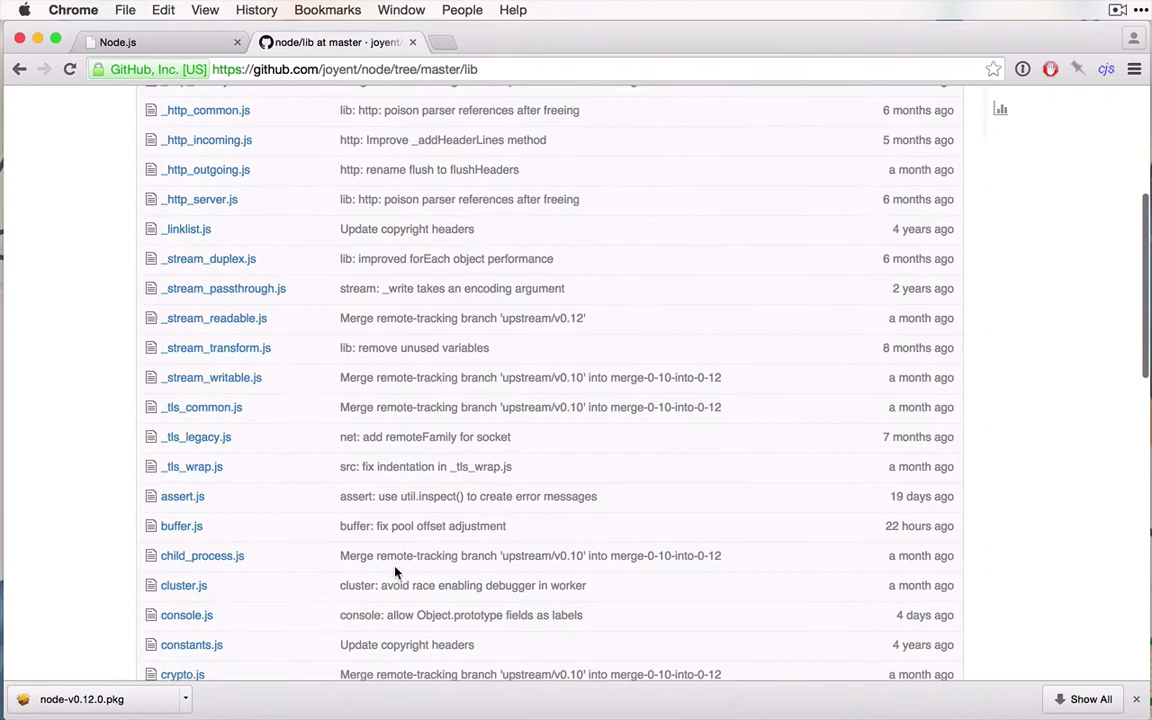 Chrome File Edit View History Bookmarks Window People Help
Node.js
node/lib at master · joyent/
GitHub, Inc. [US] https://github.com/joyent/node/tree/master/lib
cjs
_http_common.js lib: http: poison parser references after freeing 6 months ago
_http_incoming.js http: Improve _addHeaderLines method 5 months ago
_http_outgoing.js http: rename flush to flushHeaders a month ago
_http_server.js lib: http: poison parser references after freeing 6 months ago
_linklist.js Update copyright headers 4 years ago
_stream_duplex.js lib: improved forEach object performance 6 months ago
_stream_passthrough.js stream: _write takes an encoding argument 2 years ago
_stream_readable.js Merge remote-tracking branch 'upstream/v0.12' a month ago
_stream_transform.js lib: remove unused variables 8 months ago
_stream_writable.js Merge remote-tracking branch 'upstream/v0.10' into merge-0-10-into-0-12 a month ago
_tls_common.js Merge remote-tracking branch 'upstream/v0.10' into merge-0-10-into-0-12 a month ago
_tls_legacy.js net: add remoteFamily for socket 7 months ago
_tls_wrap.js src: fix indentation in _tls_wrap.js a month ago
assert.js assert: use util.inspect() to create error messages 19 days ago
buffer.js buffer: fix pool offset adjustment 22 hours ago
child_process.js Merge remote-tracking branch 'upstream/v0.10' into merge-0-10-into-0-12 a month ago
cluster.js cluster: avoid race enabling debugger in worker a month ago
console.js console: allow Object.prototype fields as labels 4 days ago
constants.js Update copyright headers 4 years ago
crypto.js Merge remote-tracking branch 'upstream/v0.10' into merge-0-10-into-0-12 a month ago
node-v0.12.0.pkg Show All